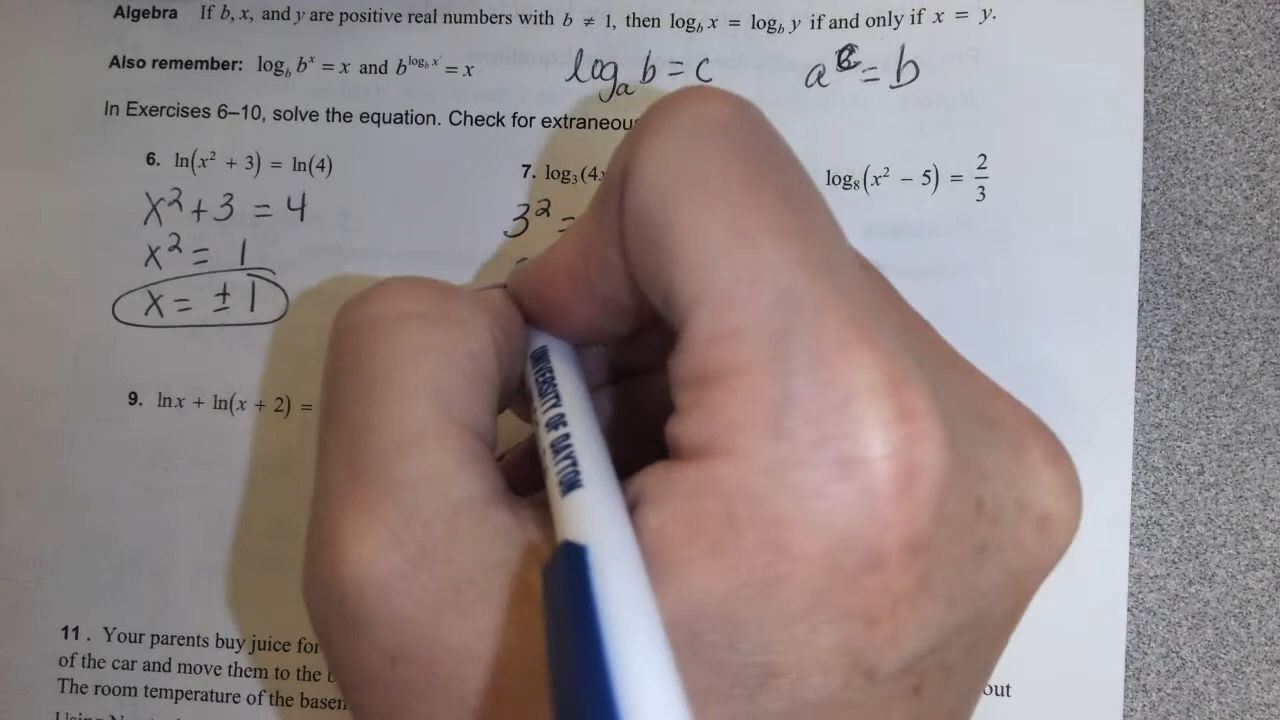 Algebra If b, x, and y are positive real numbers with b ≠ 1, then log_b x = log_b y if and only if x = y.
Also remember: log_b b^x = x and b^(log_b x) = x
log_a b = c a^c = b
In Exercises 6–10, solve the equation. Check for
6. ln(x² + 3) = ln(4)
7. log₃(4
log₈(x² − 5) = 2/3
x² + 3 = 4
3² =
x² = 1
x = ± 1
9. ln x + ln(x + 2) =
UNIVERSITY OF DAYTON
11. Your parents buy juice for
of the car and move them to the
The room temperature of the
out